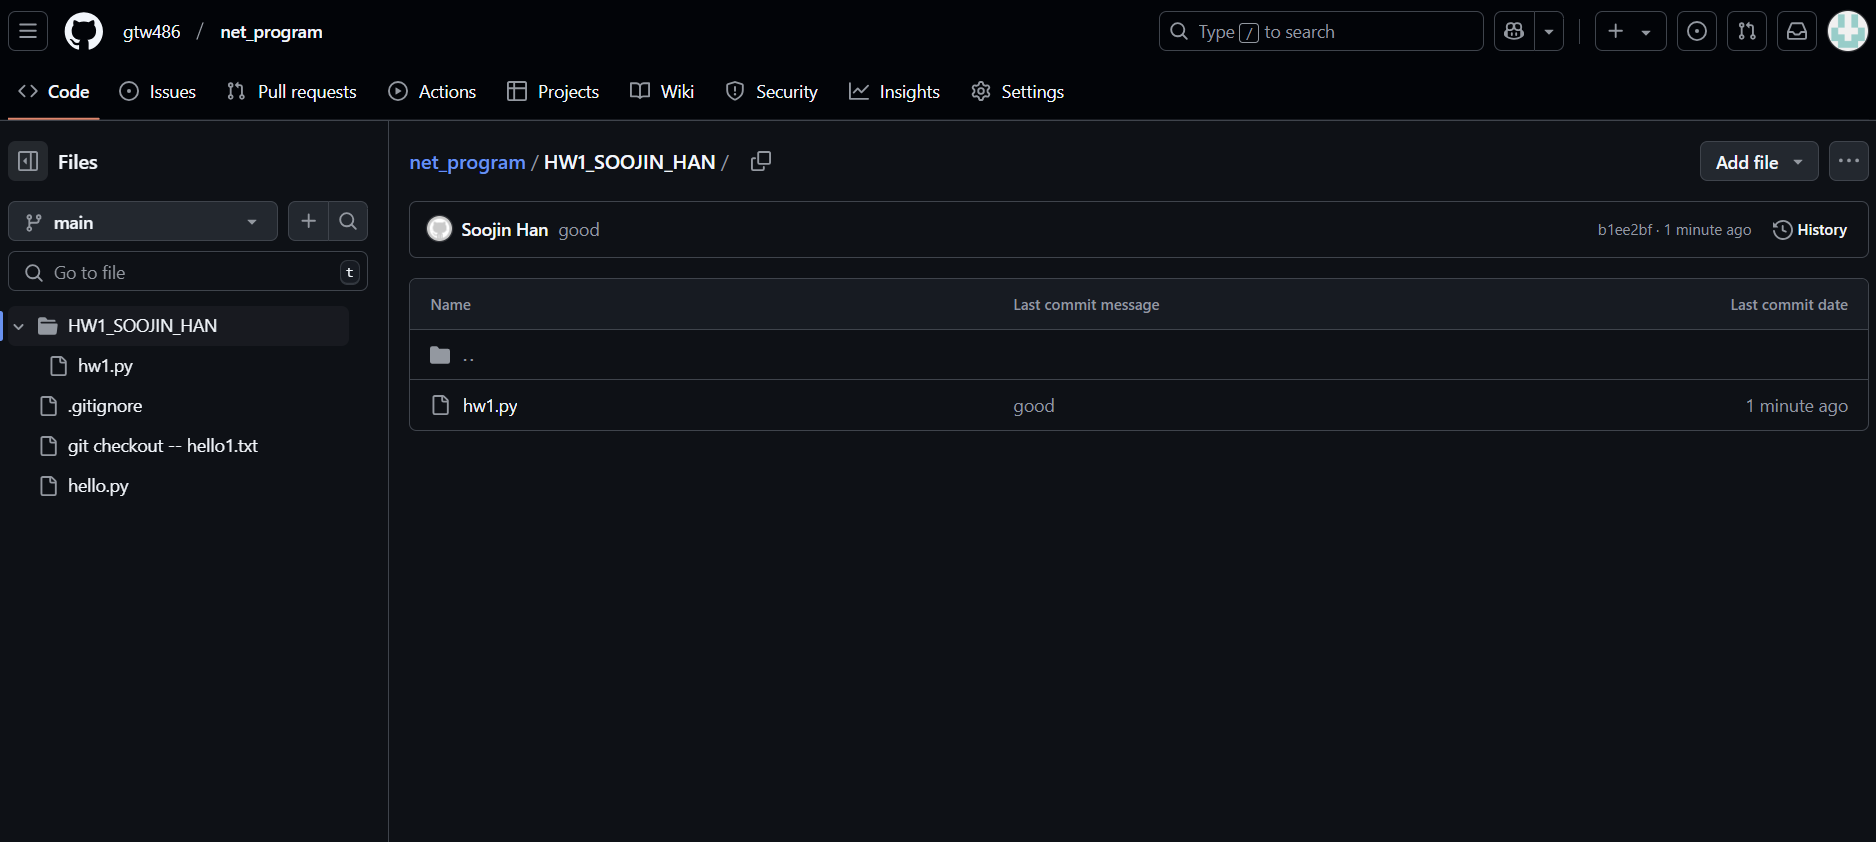 gtw486 / net_program
Type / to search
Code Issues Pull requests Actions Projects Wiki Security Insights Settings
Files
main
Go to file t
HW1_SOOJIN_HAN
hw1.py
.gitignore
git checkout -- hello1.txt
hello.py
net_program / HW1_SOOJIN_HAN /
Add file
Soojin Han good b1ee2bf · 1 minute ago History
Name Last commit message Last commit date
..
hw1.py good 1 minute ago